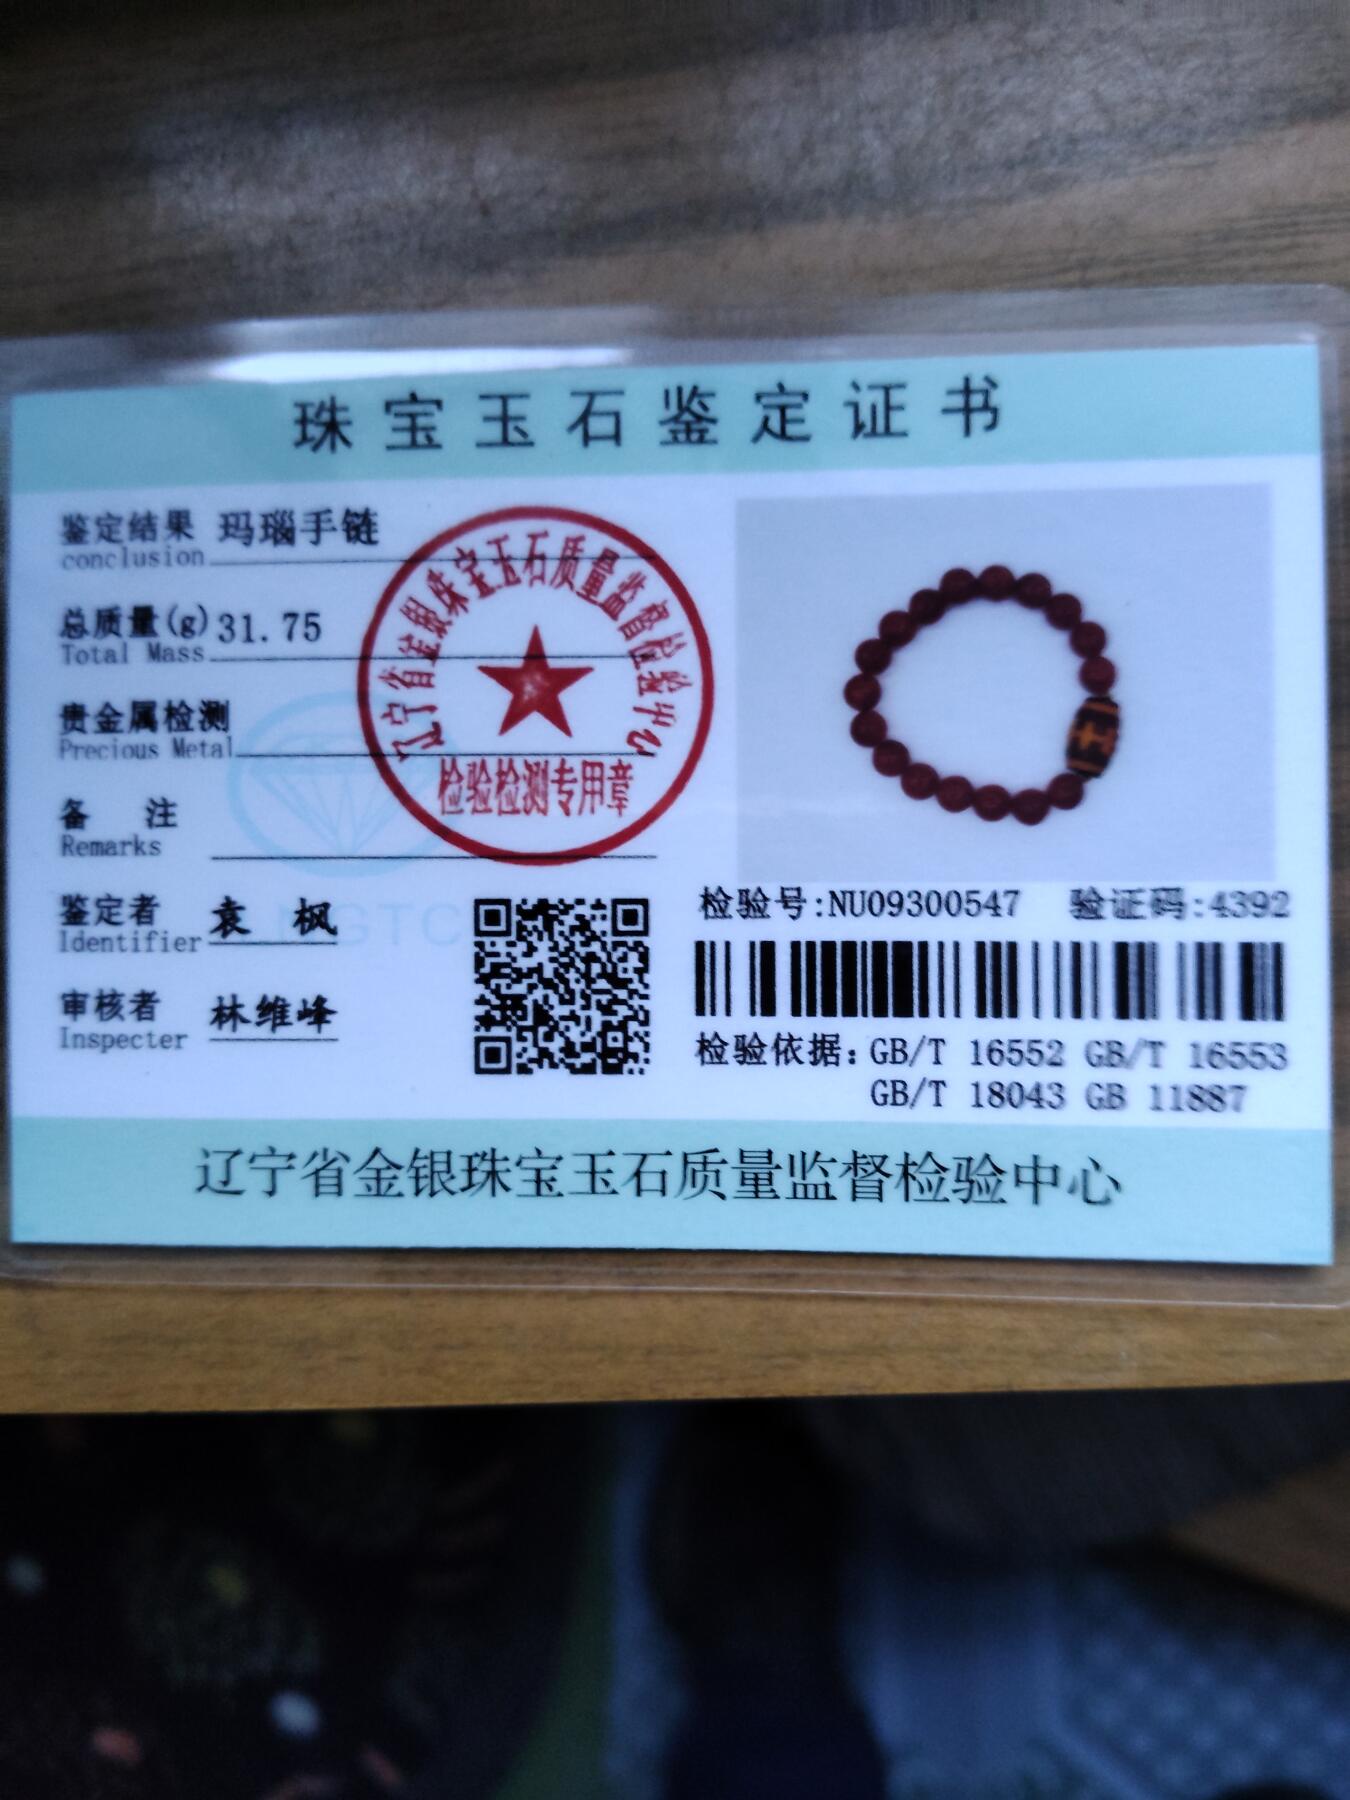 珠宝玉石鉴定证书
鉴定结果 玛瑙手链
conclusion
总质量(g) 31.75
Total Mass
贵金属检测
Precious Metal
备 注
Remarks
鉴定者 袁 枫
Identifier
审核者 林维峰
Inspecter
NGTC
辽宁省金银珠宝玉石质量监督检验中心
检验检测专用章
检验号:NU09300547 验证码:4392
检验依据: GB/T 16552 GB/T 16553
GB/T 18043 GB 11887
辽宁省金银珠宝玉石质量监督检验中心